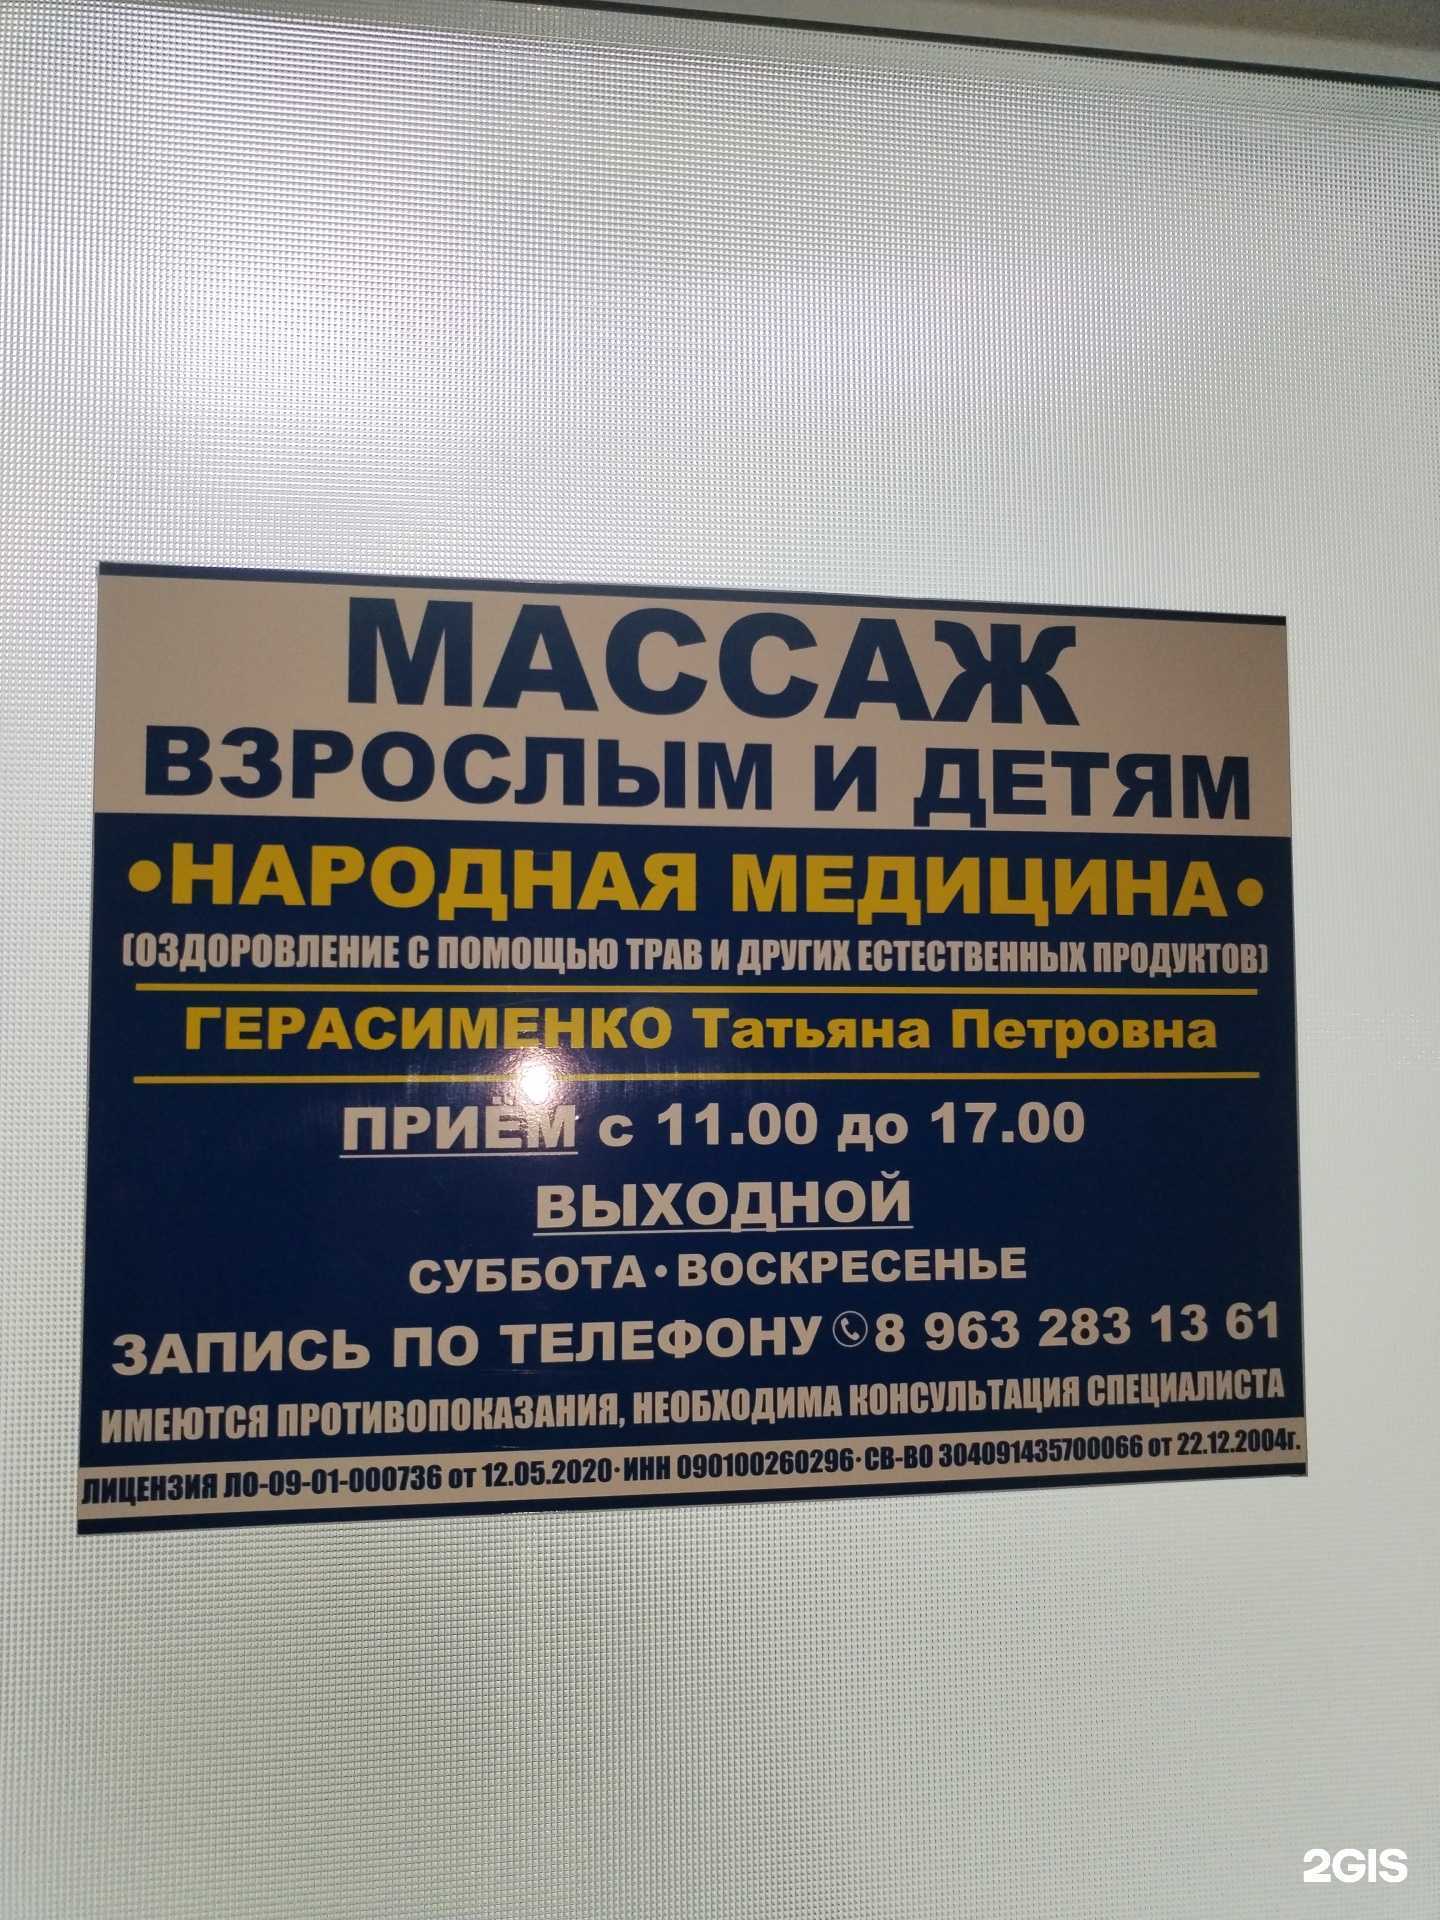 МАССАЖ
ВЗРОСЛЫМ И ДЕТЯМ
•НАРОДНАЯ МЕДИЦИНА•
(ОЗДОРОВЛЕНИЕ С ПОМОЩЬЮ ТРАВ И ДРУГИХ ЕСТЕСТВЕННЫХ ПРОДУКТОВ)
ГЕРАСИМЕНКО Татьяна Петровна
ПРИЁМ с 11.00 до 17.00
ВЫХОДНОЙ
СУББОТА•ВОСКРЕСЕНЬЕ
ЗАПИСЬ ПО ТЕЛЕФОНУ 8 963 283 13 61
ИМЕЮТСЯ ПРОТИВОПОКАЗАНИЯ, НЕОБХОДИМА КОНСУЛЬТАЦИЯ СПЕЦИАЛИСТА
ЛИЦЕНЗИЯ ЛО-09-01-000736 от 12.05.2020•ИНН 090100260296•СВ-ВО 304091435700066 от 22.12.2004г.
2GIS